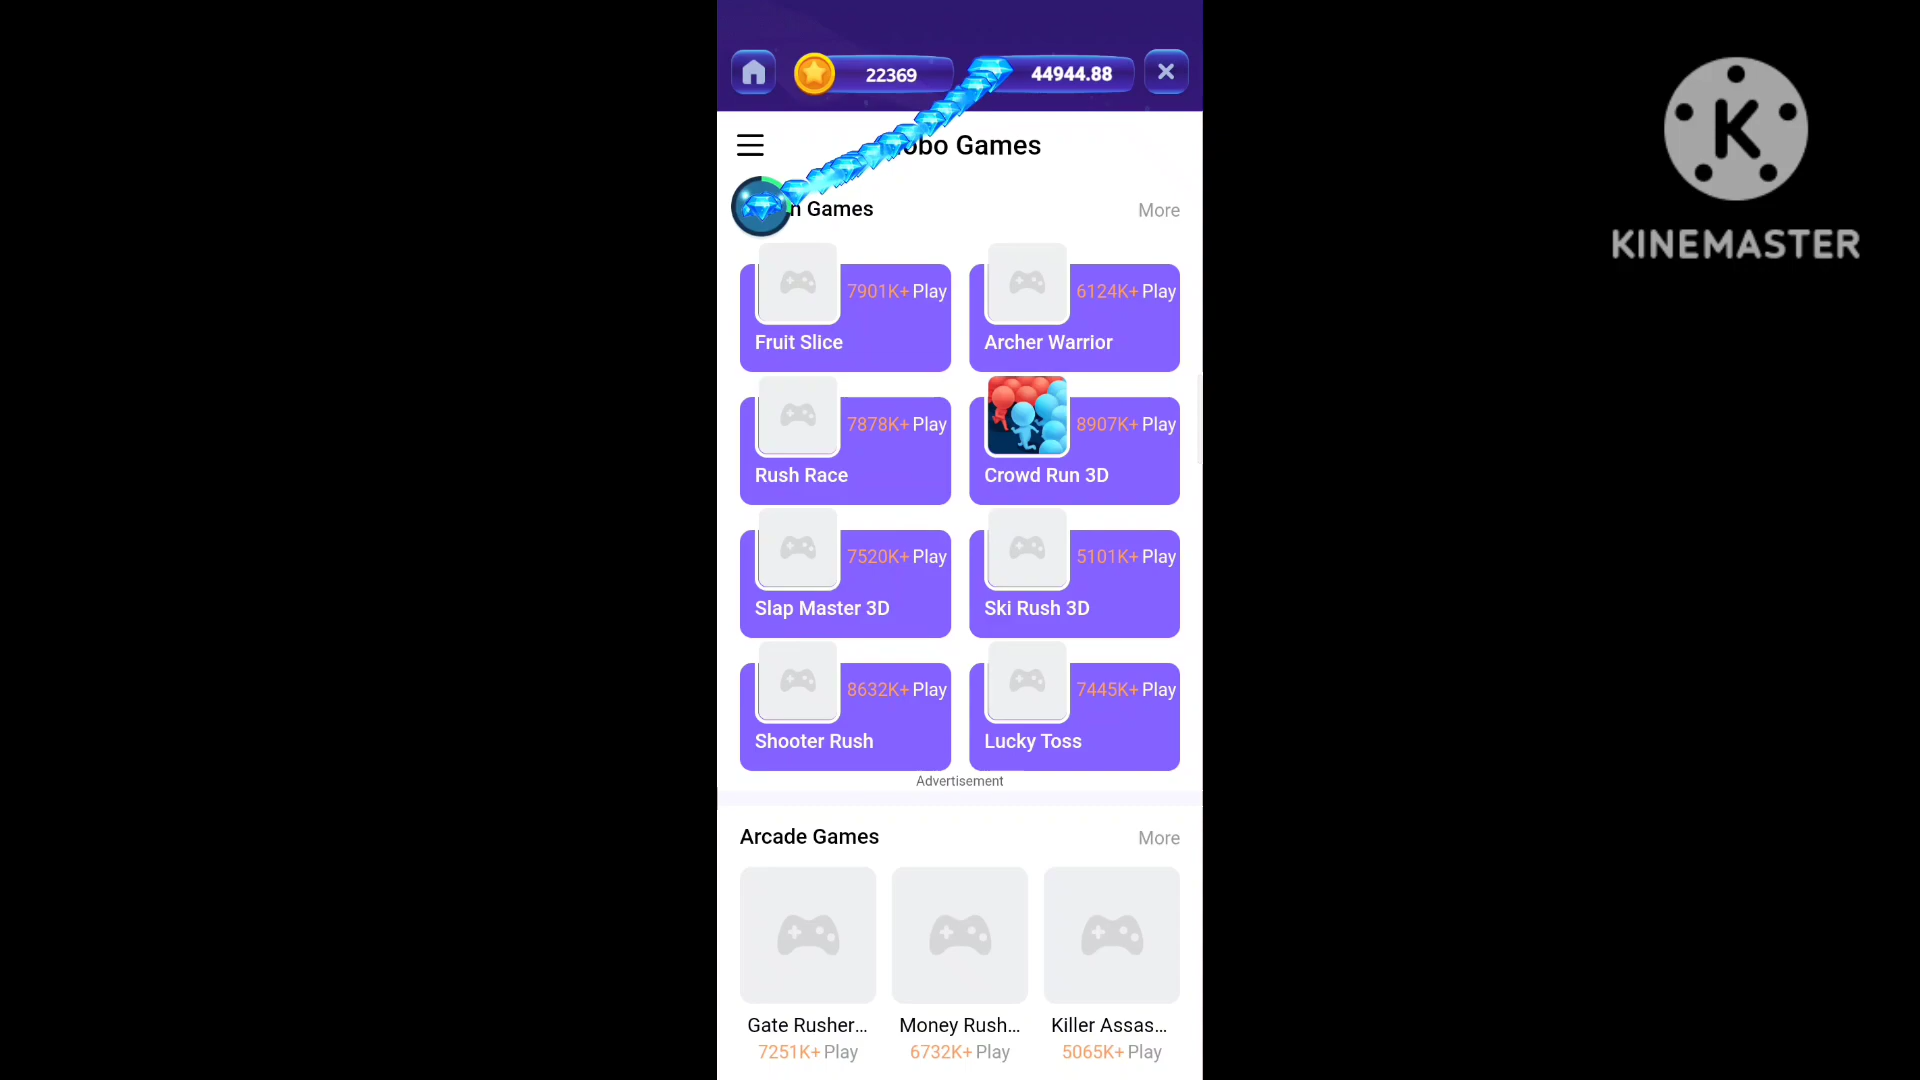 22369
44944.88
Games
KINEMASTER
Games
More
7901K+ Play
6124K+ Play
Fruit Slice
Archer Warrior
7878K+ Play
8907K+ Play
Rush Race
Crowd Run 3D
7520K+ Play
5101K+ Play
Slap Master 3D
Ski Rush 3D
8632K+ Play
7445K+ Play
Shooter Rush
Lucky Toss
Advertisement
Arcade Games
More
Gate Rusher...
Money Rush...
Killer Assas...
7251K+ Play
6732K+ Play
5065K+ Play